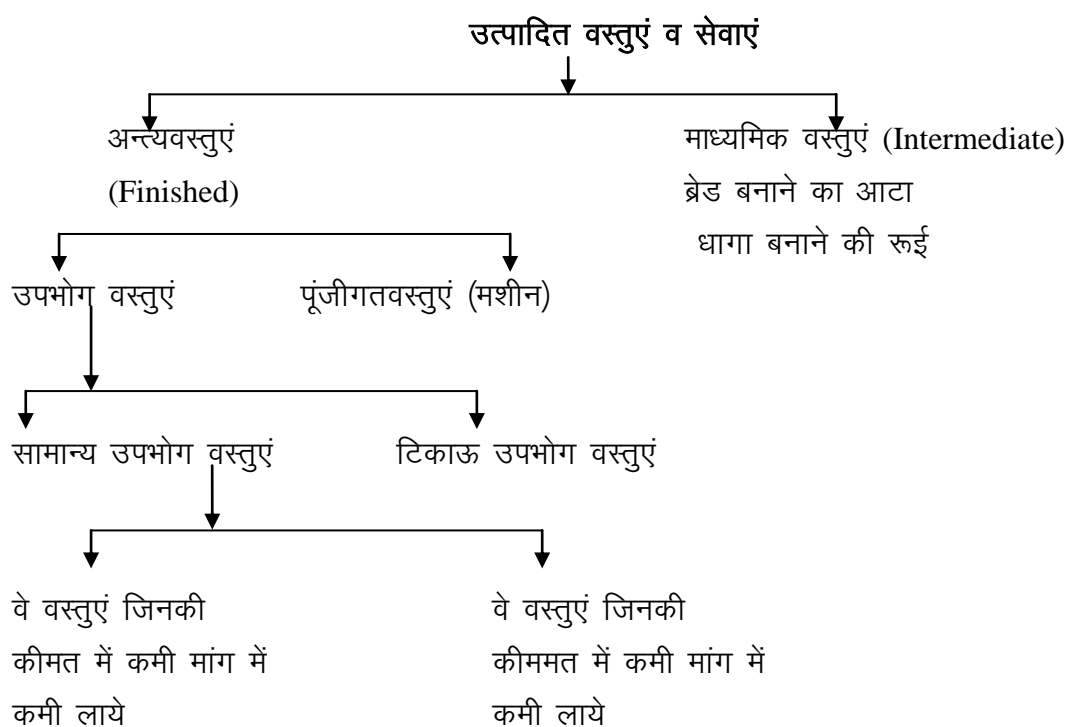 उत्पादित वस्तुएं व सेवाएं
अन्त्यवस्तुएं
(Finished)
माध्यमिक वस्तुएं (Intermediate)
ब्रेड बनाने का आटा
धागा बनाने की रूई
उपभोग वस्तुएं
पूंजीगतवस्तुएं (मशीन)
सामान्य उपभोग वस्तुएं
टिकाऊ उपभोग वस्तुएं
वे वस्तुएं जिनकी
कीमत में कमी मांग में
कमी लाये
वे वस्तुएं जिनकी
कीममत में कमी मांग में
कमी लाये